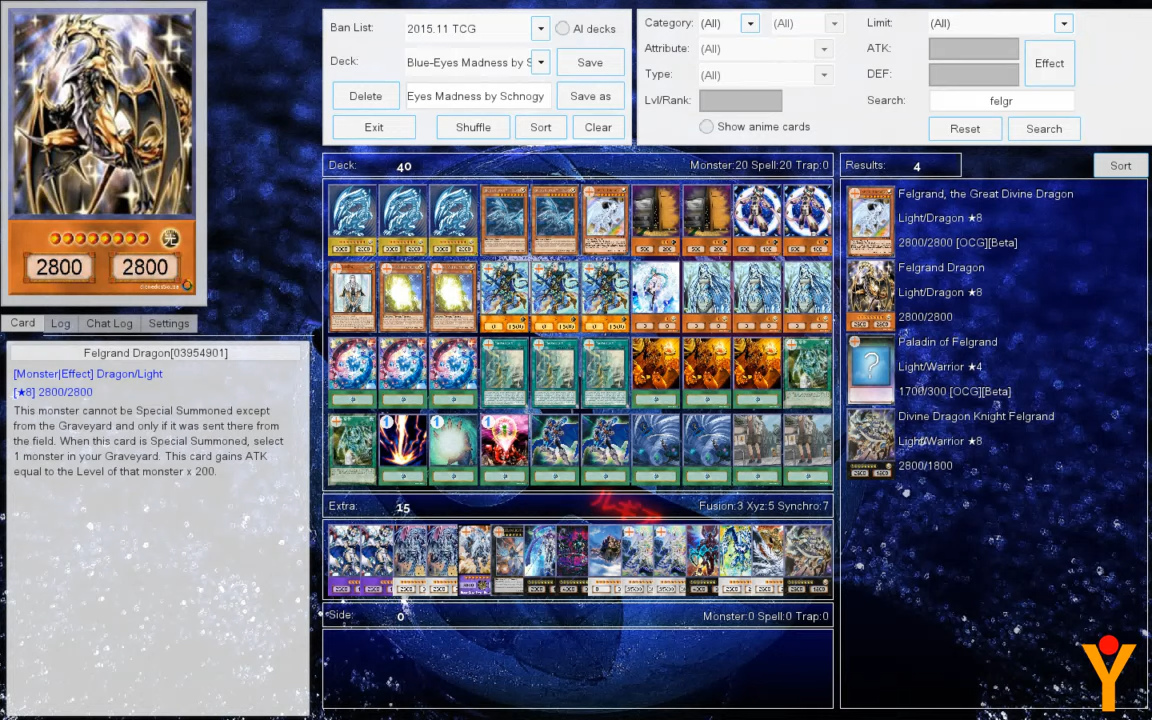 2800 2800
Card Log Chat Log Settings
Felgrand Dragon[03954901]
[Monster|Effect] Dragon/Light
[★8] 2800/2800
This monster cannot be Special Summoned except
from the Graveyard and only if it was sent there from
the field. When this card is Special Summoned, select
1 monster in your Graveyard. This card gains ATK
equal to the Level of that monster x 200.
Ban List: 2015.11 TCG AI decks
Deck: Blue-Eyes Madness by S Save
Delete Eyes Madness by Schnogy Save as
Exit Shuffle Sort Clear
Category: (All) (All) Limit: (All)
Attribute: (All) ATK:
Type: (All) DEF: Effect
Lvl/Rank: Search: felgr
Show anime cards Reset Search
Deck: 40 Monster:20 Spell:20 Trap:0
Extra: 15 Fusion:3 Xyz:5 Synchro:7
Side: 0 Monster:0 Spell:0 Trap:0
Results: 4 Sort
Felgrand, the Great Divine Dragon
Light/Dragon ★8
2800/2800 [OCG][Beta]
Felgrand Dragon
Light/Dragon ★8
2800/2800
Paladin of Felgrand
Light/Warrior ★4
1700/300 [OCG][Beta]
Divine Dragon Knight Felgrand
Light/Warrior ★8
2800/1800